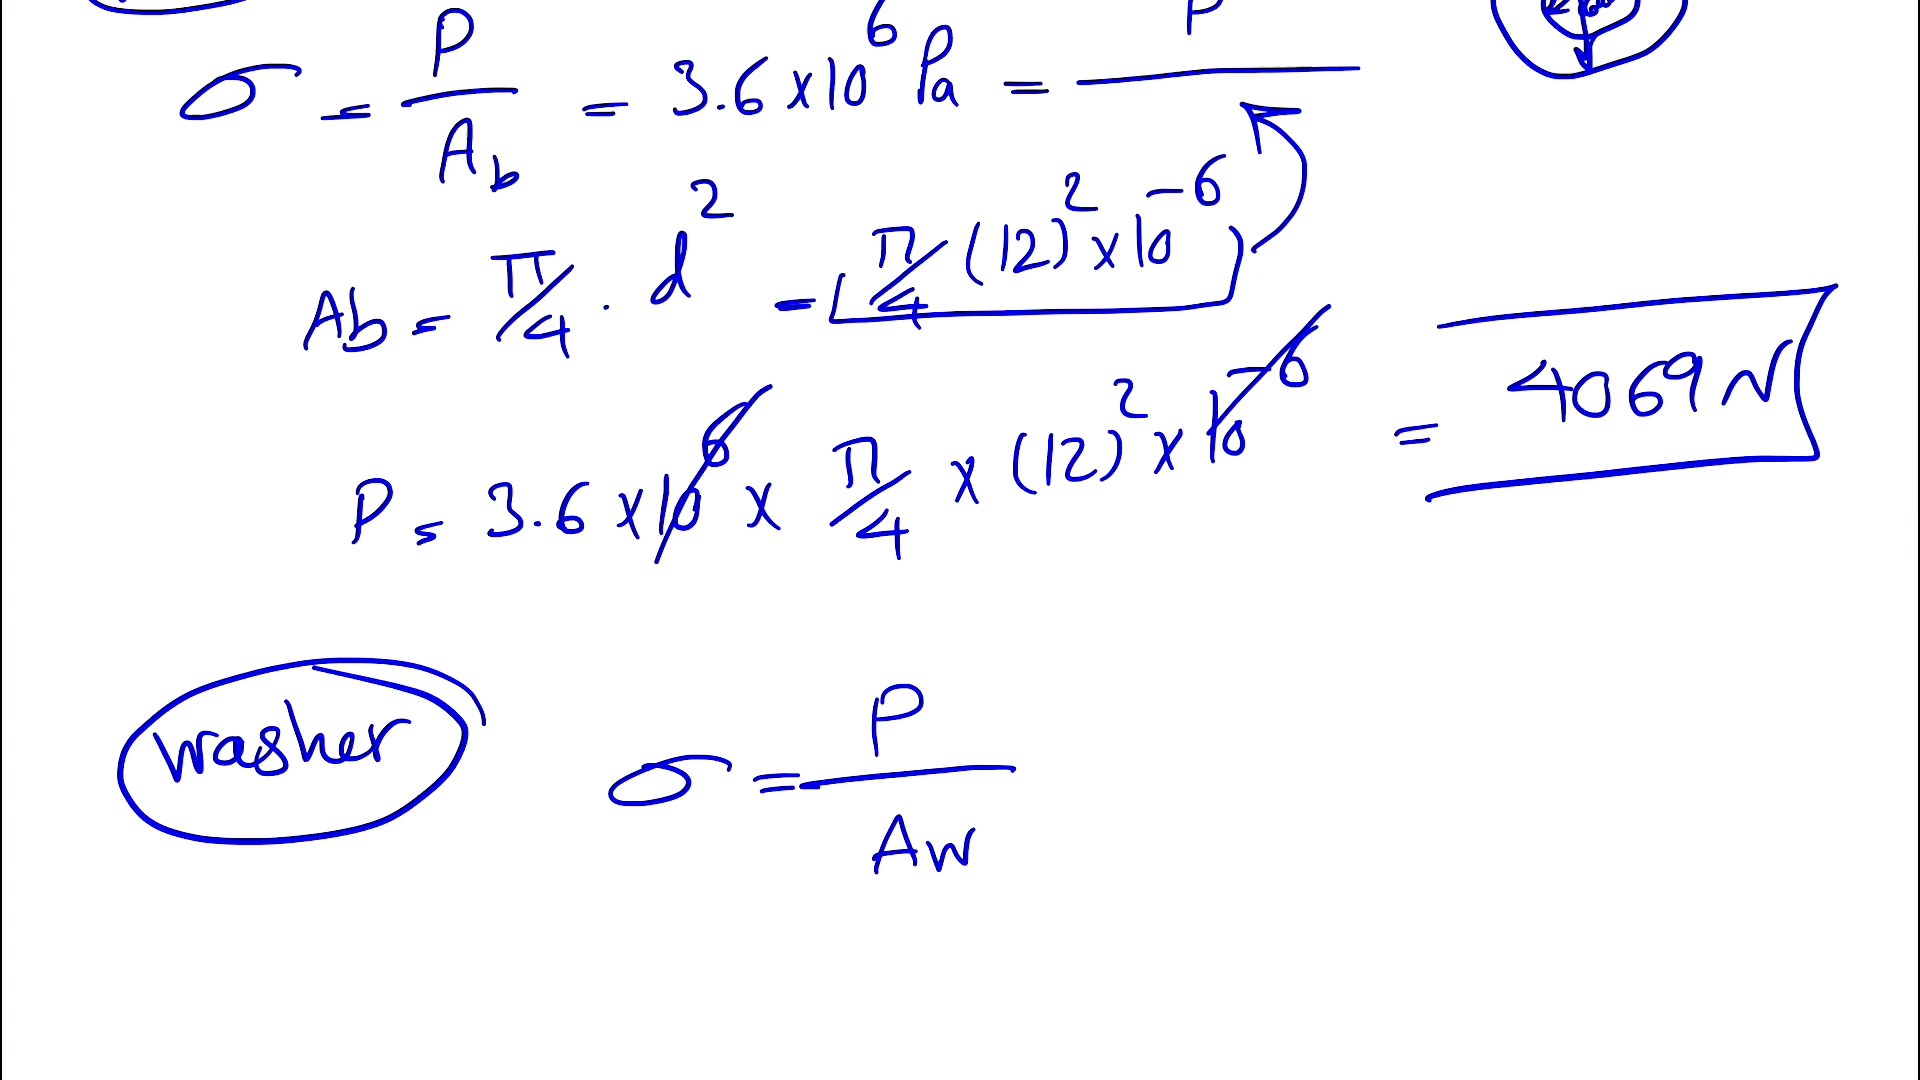 σ = P / A_b = 3.6 × 10^6 Pa = P /
Ab = π/4 · d^2 = π/4 (12)^2 × 10^-6
P = 3.6 × 10^6 × π/4 × (12)^2 × 10^-6 = 4069 N
washer σ = P / Aw